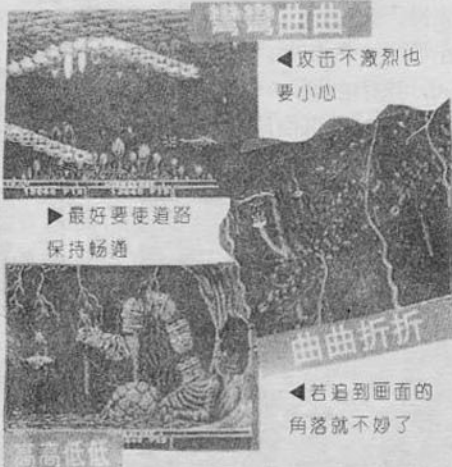 彎彎曲曲
◀攻击不激烈也
要小心
▶最好要使道路
保持畅通
曲曲折折
◀若追到画面的
角落就不妙了
高高低低